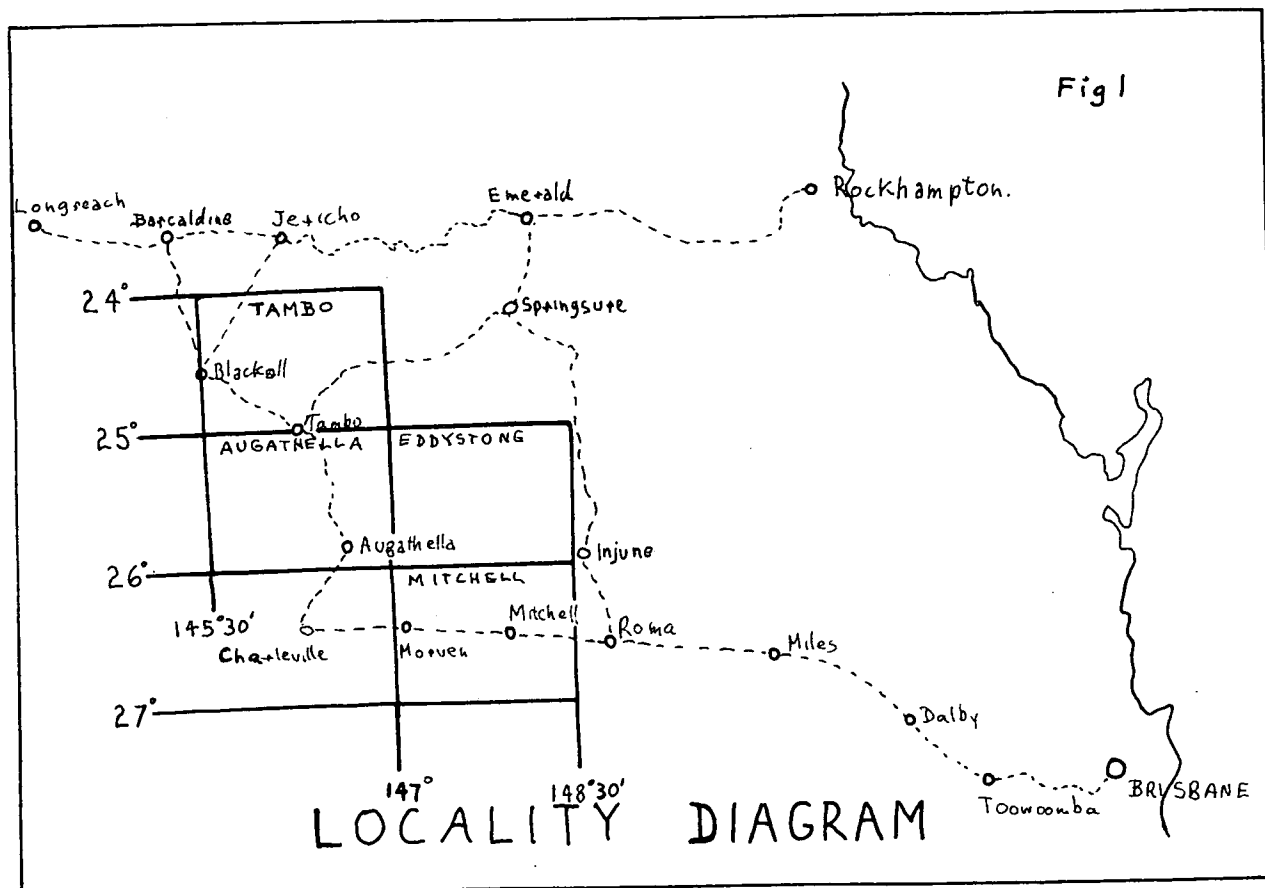 Fig 1
Rockhampton.
Emerald
Longreach
Barcaldine
Jericho
24°
TAMBO
Springsure
Blackall
Tambo
25°
AUGATHELLA
EDDYSTONG
Augathella
Injune
26°
MITCHELL
145°30'
Mitchell
Roma
Charleville
Morven
Miles
27°
Dalby
147°
148°30'
Toowoomba
BRISBANE
LOCALITY DIAGRAM